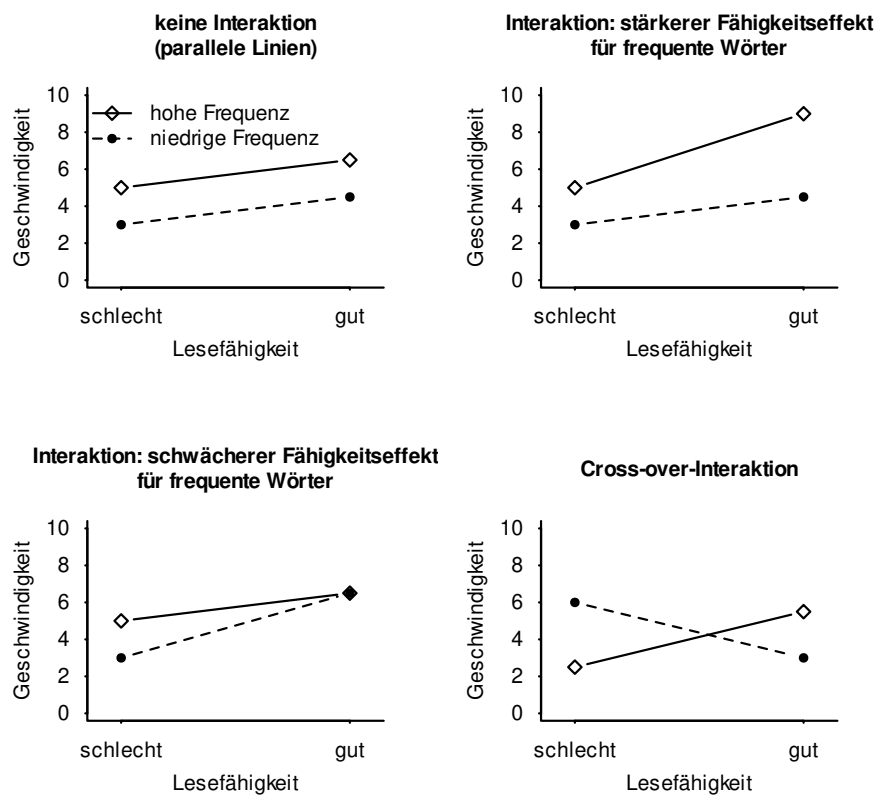 keine Interaktion
(parallele Linien)
Geschwindigkeit
10
8
6
4
2
0
hohe Frequenz
niedrige Frequenz
schlecht gut
Lesefähigkeit
Interaktion: stärkerer Fähigkeitseffekt
für frequente Wörter
Geschwindigkeit
10
8
6
4
2
0
schlecht gut
Lesefähigkeit
Interaktion: schwächerer Fähigkeitseffekt
für frequente Wörter
Geschwindigkeit
10
8
6
4
2
0
schlecht gut
Lesefähigkeit
Cross-over-Interaktion
Geschwindigkeit
10
8
6
4
2
0
schlecht gut
Lesefähigkeit